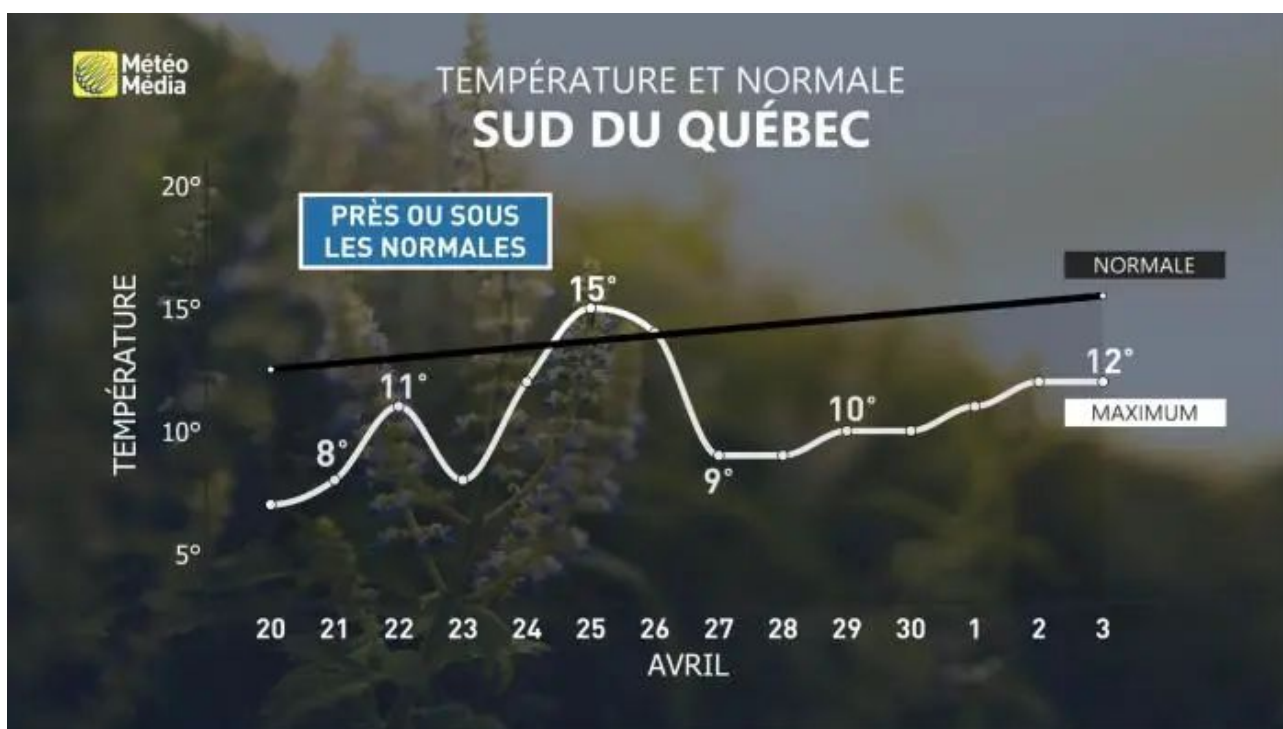 Météo
Média
TEMPÉRATURE ET NORMALE
SUD DU QUÉBEC
20°
PRÈS OU SOUS
LES NORMALES
NORMALE
15°
15°
TEMPÉRATURE
11°
12°
MAXIMUM
10°
10°
8°
9°
5°
20 21 22 23 24 25 26 27 28 29 30 1 2 3
AVRIL